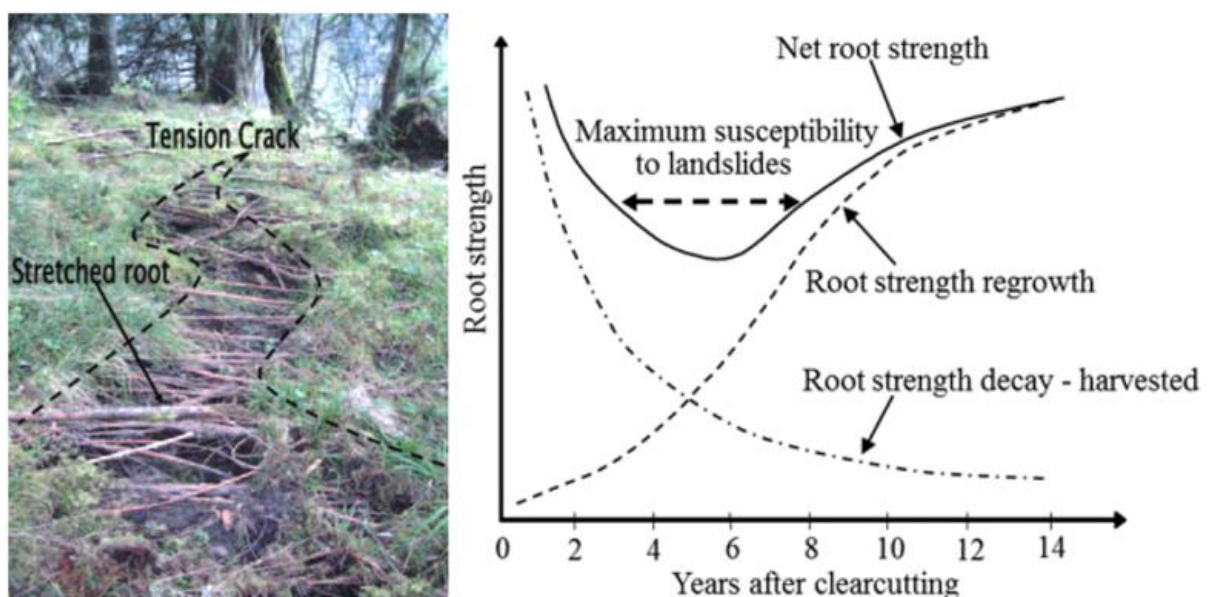 Tension Crack
Stretched root
Net root strength
Maximum susceptibility
to landslides
Root strength
Root strength regrowth
Root strength decay - harvested
0 2 4 6 8 10 12 14
Years after clearcutting